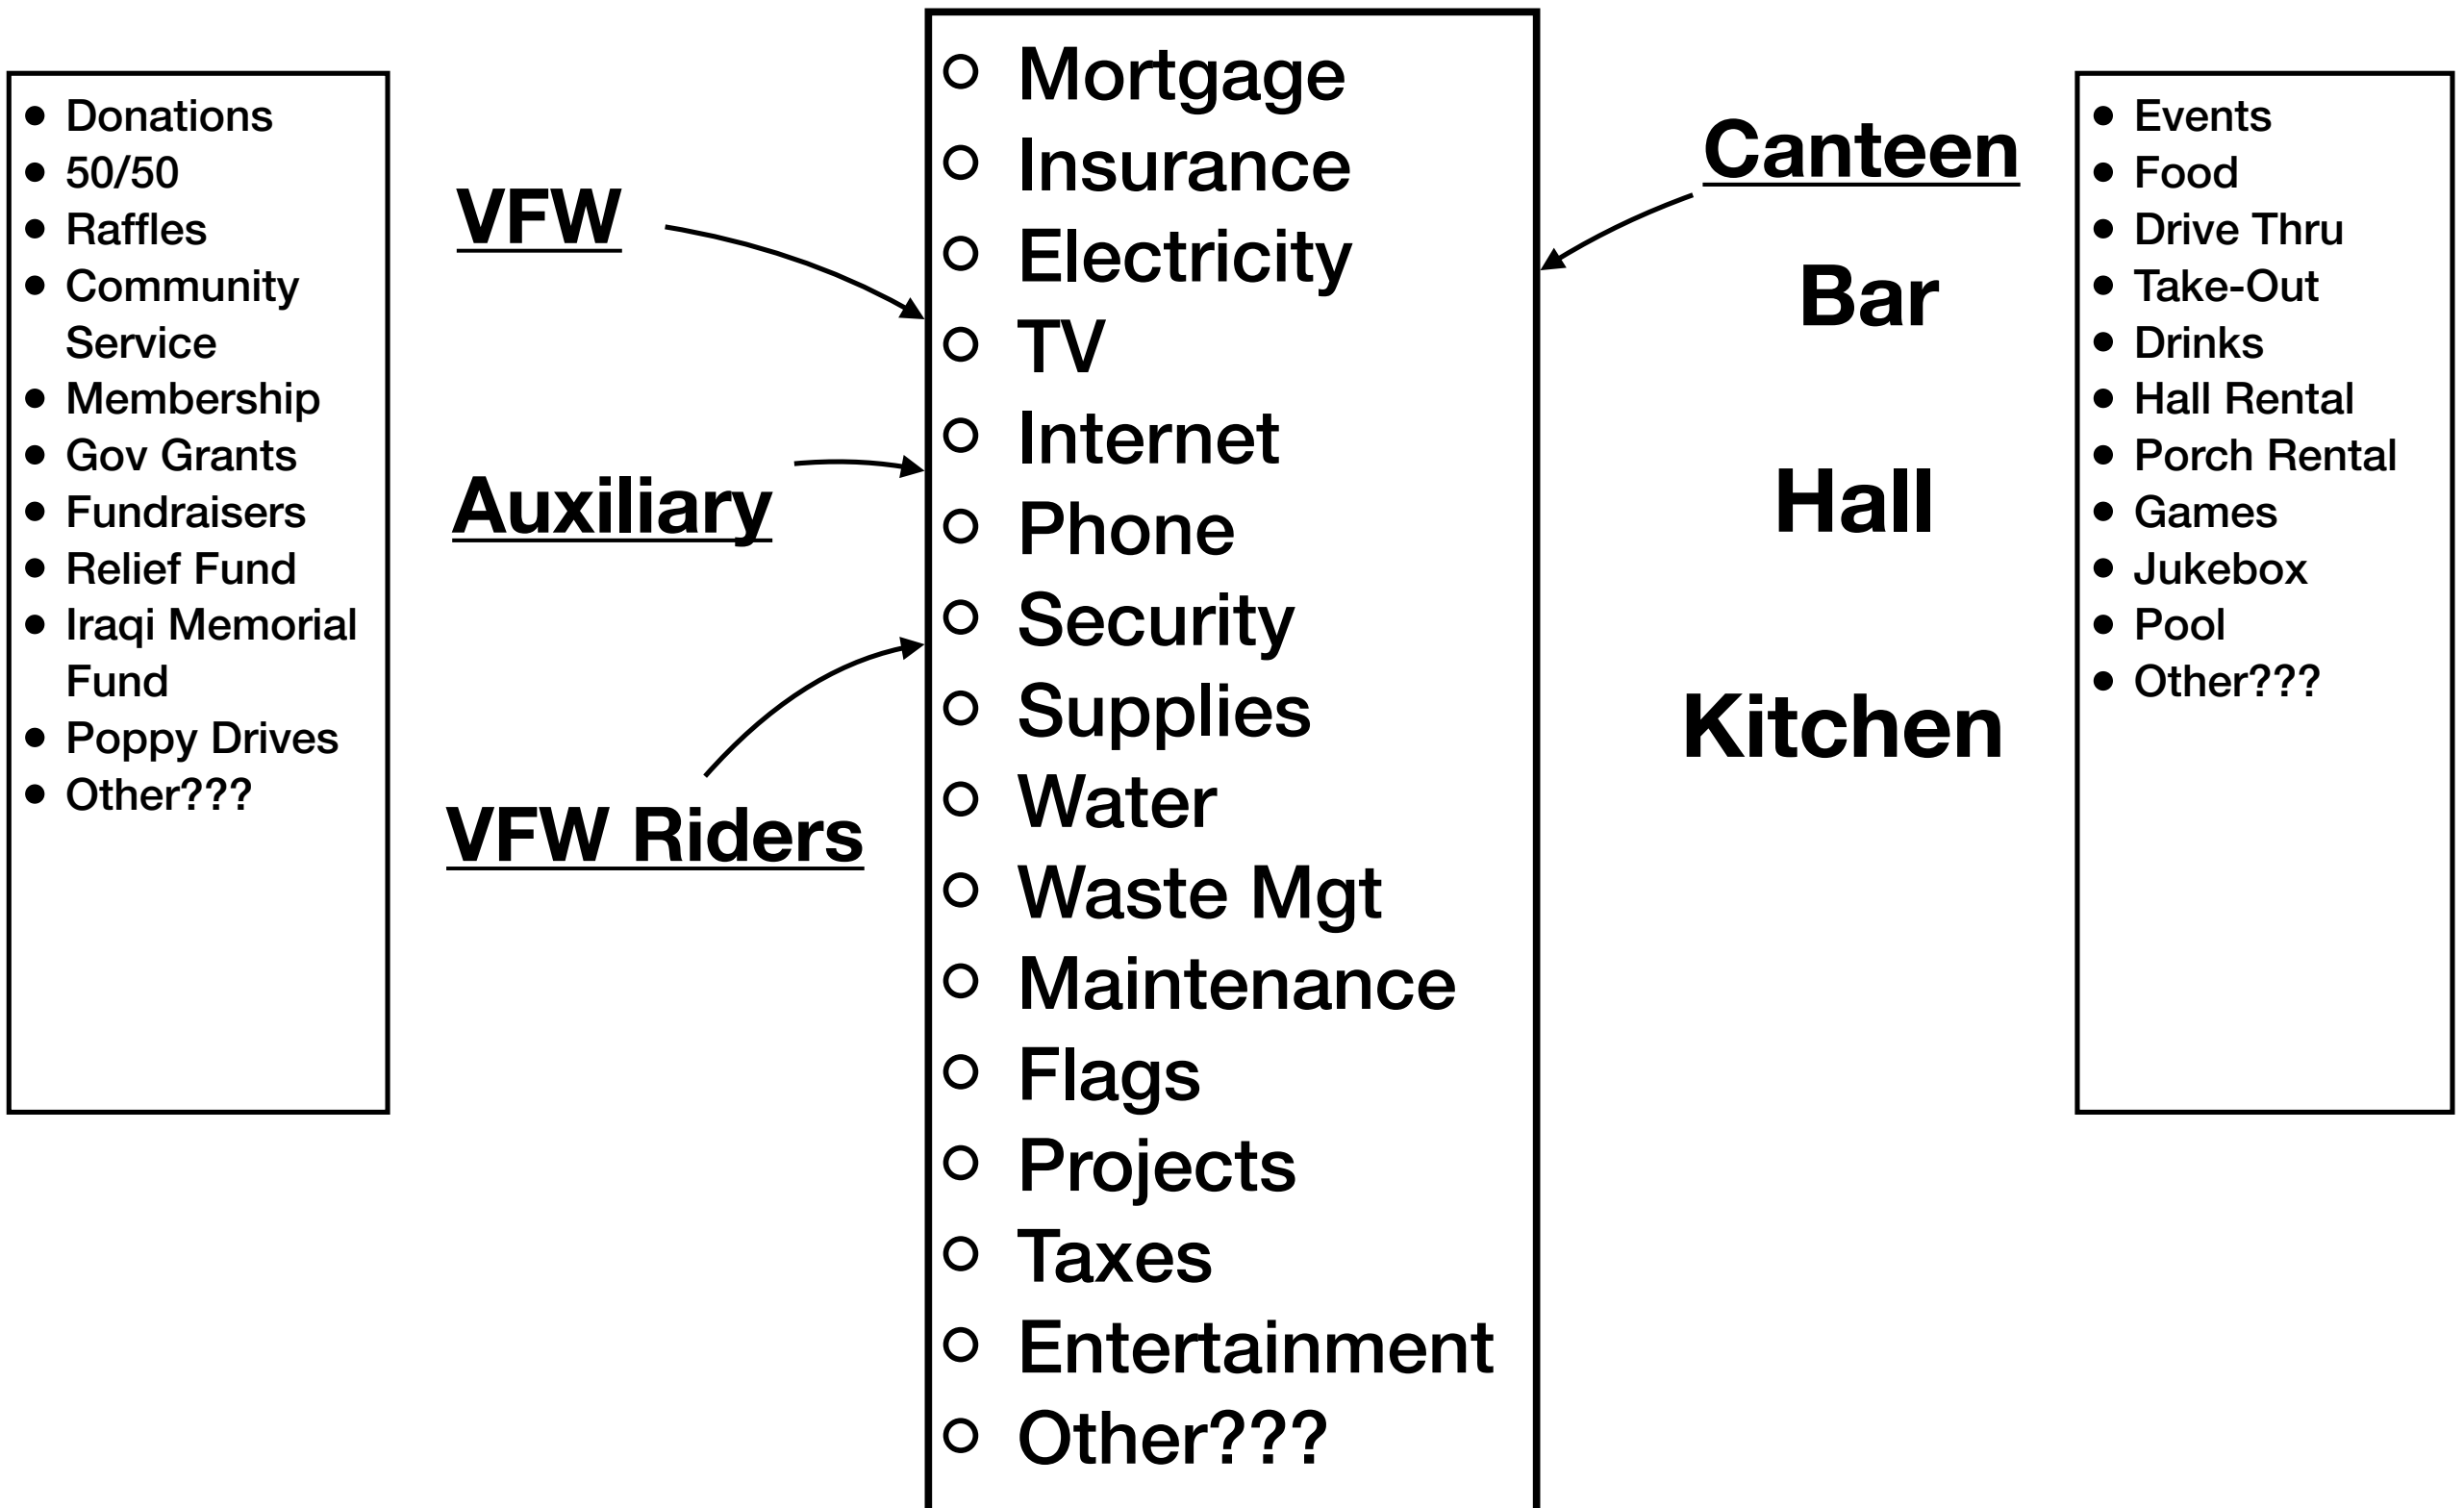 ● Donations
● 50/50
● Raffles
● Community
Service
● Membership
● Gov Grants
● Fundraisers
● Relief Fund
● Iraqi Memorial
Fund
● Poppy Drives
● Other???
VFW
Auxiliary
VFW Riders
○ Mortgage
○ Insurance
○ Electricity
○ TV
○ Internet
○ Phone
○ Security
○ Supplies
○ Water
○ Waste Mgt
○ Maintenance
○ Flags
○ Projects
○ Taxes
○ Entertainment
○ Other???
Canteen
Bar
Hall
Kitchen
● Events
● Food
● Drive Thru
● Take-Out
● Drinks
● Hall Rental
● Porch Rental
● Games
● Jukebox
● Pool
● Other???